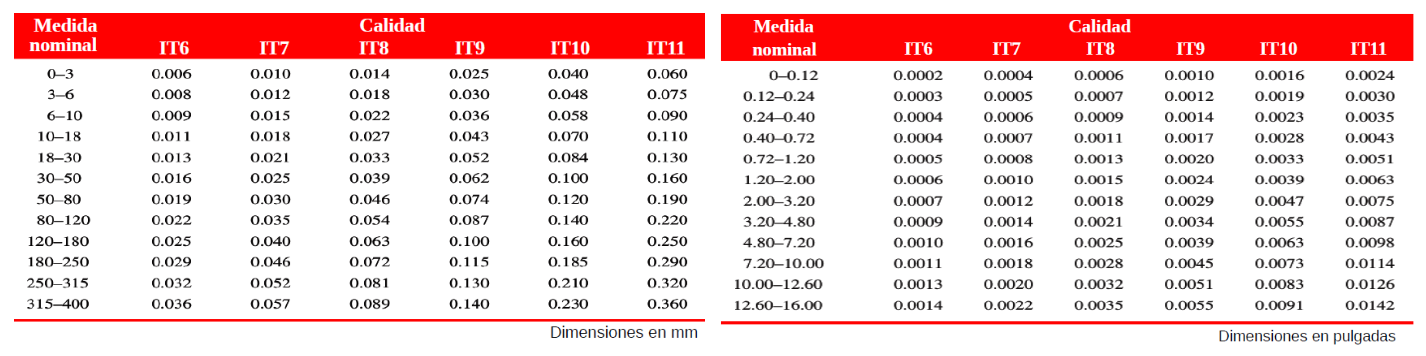 Medida Calidad
nominal IT6 IT7 IT8 IT9 IT10 IT11
0–3 0.006 0.010 0.014 0.025 0.040 0.060
3–6 0.008 0.012 0.018 0.030 0.048 0.075
6–10 0.009 0.015 0.022 0.036 0.058 0.090
10–18 0.011 0.018 0.027 0.043 0.070 0.110
18–30 0.013 0.021 0.033 0.052 0.084 0.130
30–50 0.016 0.025 0.039 0.062 0.100 0.160
50–80 0.019 0.030 0.046 0.074 0.120 0.190
80–120 0.022 0.035 0.054 0.087 0.140 0.220
120–180 0.025 0.040 0.063 0.100 0.160 0.250
180–250 0.029 0.046 0.072 0.115 0.185 0.290
250–315 0.032 0.052 0.081 0.130 0.210 0.320
315–400 0.036 0.057 0.089 0.140 0.230 0.360
Dimensiones en mm
Medida Calidad
nominal IT6 IT7 IT8 IT9 IT10 IT11
0–0.12 0.0002 0.0004 0.0006 0.0010 0.0016 0.0024
0.12–0.24 0.0003 0.0005 0.0007 0.0012 0.0019 0.0030
0.24–0.40 0.0004 0.0006 0.0009 0.0014 0.0023 0.0035
0.40–0.72 0.0004 0.0007 0.0011 0.0017 0.0028 0.0043
0.72–1.20 0.0005 0.0008 0.0013 0.0020 0.0033 0.0051
1.20–2.00 0.0006 0.0010 0.0015 0.0024 0.0039 0.0063
2.00–3.20 0.0007 0.0012 0.0018 0.0029 0.0047 0.0075
3.20–4.80 0.0009 0.0014 0.0021 0.0034 0.0055 0.0087
4.80–7.20 0.0010 0.0016 0.0025 0.0039 0.0063 0.0098
7.20–10.00 0.0011 0.0018 0.0028 0.0045 0.0073 0.0114
10.00–12.60 0.0013 0.0020 0.0032 0.0051 0.0083 0.0126
12.60–16.00 0.0014 0.0022 0.0035 0.0055 0.0091 0.0142
Dimensiones en pulgadas